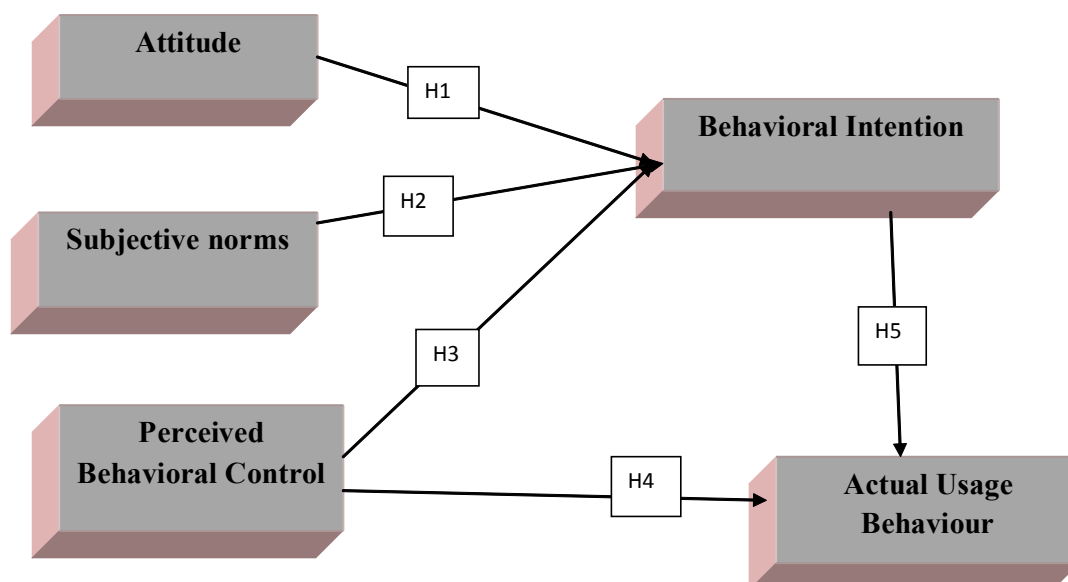 Attitude
H1
Behavioral Intention
H2
Subjective norms
H3
H5
Perceived
Behavioral Control
H4
Actual Usage
Behaviour